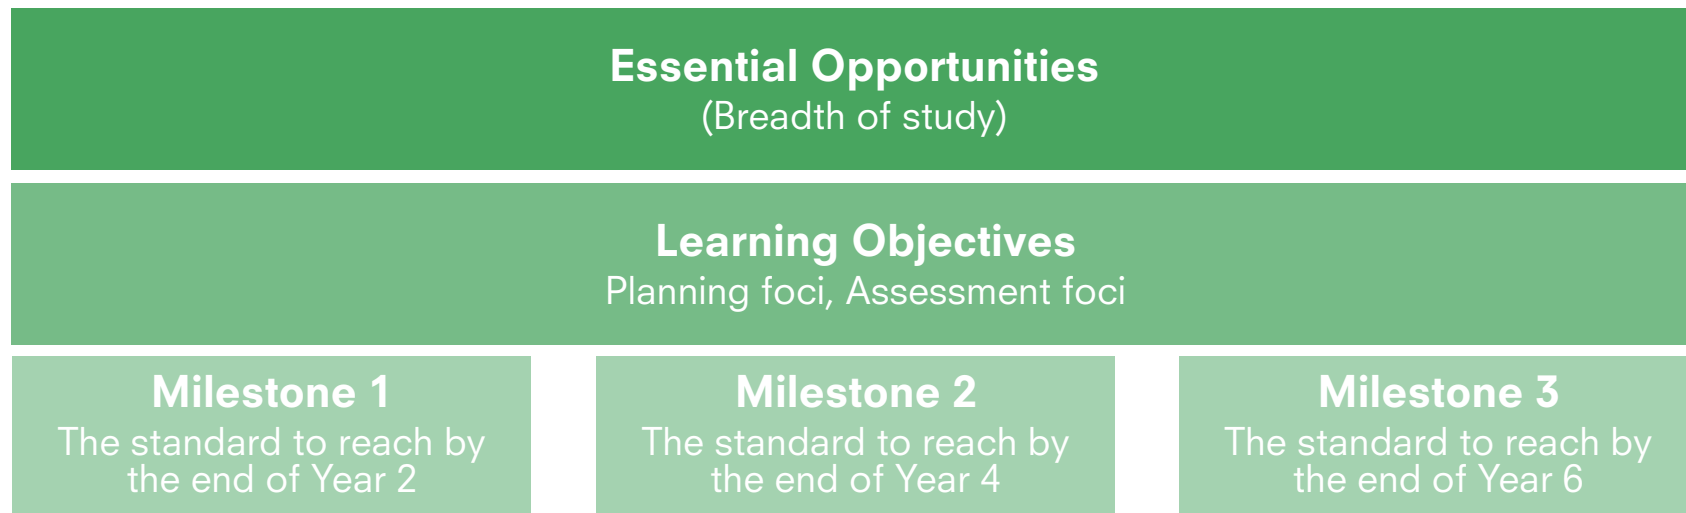 Essential Opportunities
(Breadth of study)
Learning Objectives
Planning foci, Assessment foci
Milestone 1
The standard to reach by
the end of Year 2
Milestone 2
The standard to reach by
the end of Year 4
Milestone 3
The standard to reach by
the end of Year 6